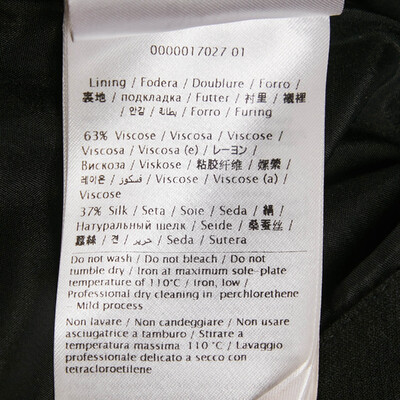 0000017027 01
Lining / Fodera / Doublure / Forro /
裏地 / подкладка / Futter / 衬里 / 襯裡
/ 안감 / بطانة / Forro / Furing
63% Viscose / Viscosa / Viscose /
Viscosa / Viscosa (e) / レーヨン /
Вискоза / Viskose / 粘胶纤维 / 嫘縈 /
레이온 / فسكوز / Viscose / Viscose (a) /
Viscose
37% Silk / Seta / Soie / Seda / 絹 /
Натуральный шелк / Seide / 桑蚕丝 /
蠶絲 / 견 / حرير / Seda / Sutera
Do not wash / Do not bleach / Do not
tumble dry / Iron at maximum sole-plate
temperature of 110°C / Iron, low /
Professional dry cleaning in perchlorethene
- Mild process
Non lavare / Non candeggiare / Non usare
asciugatrice a tamburo / Stirare a
temperatura massima 110 °C / Lavaggio
professionale delicato a secco con
tetracloroetilene